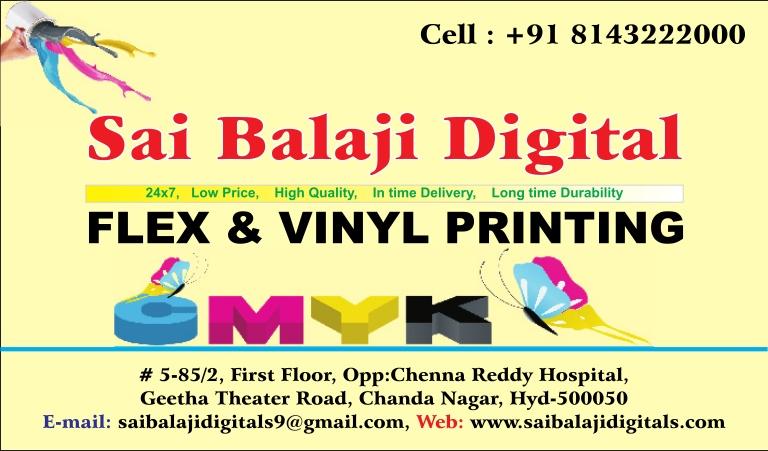 Cell : +91 8143222000
Sai Balaji Digital
24x7, Low Price, High Quality, In time Delivery, Long time Durability
FLEX & VINYL PRINTING
CMYK
# 5-85/2, First Floor, Opp:Chenna Reddy Hospital,
Geetha Theater Road, Chanda Nagar, Hyd-500050
E-mail: saibalajidigitals9@gmail.com, Web: www.saibalajidigitals.com